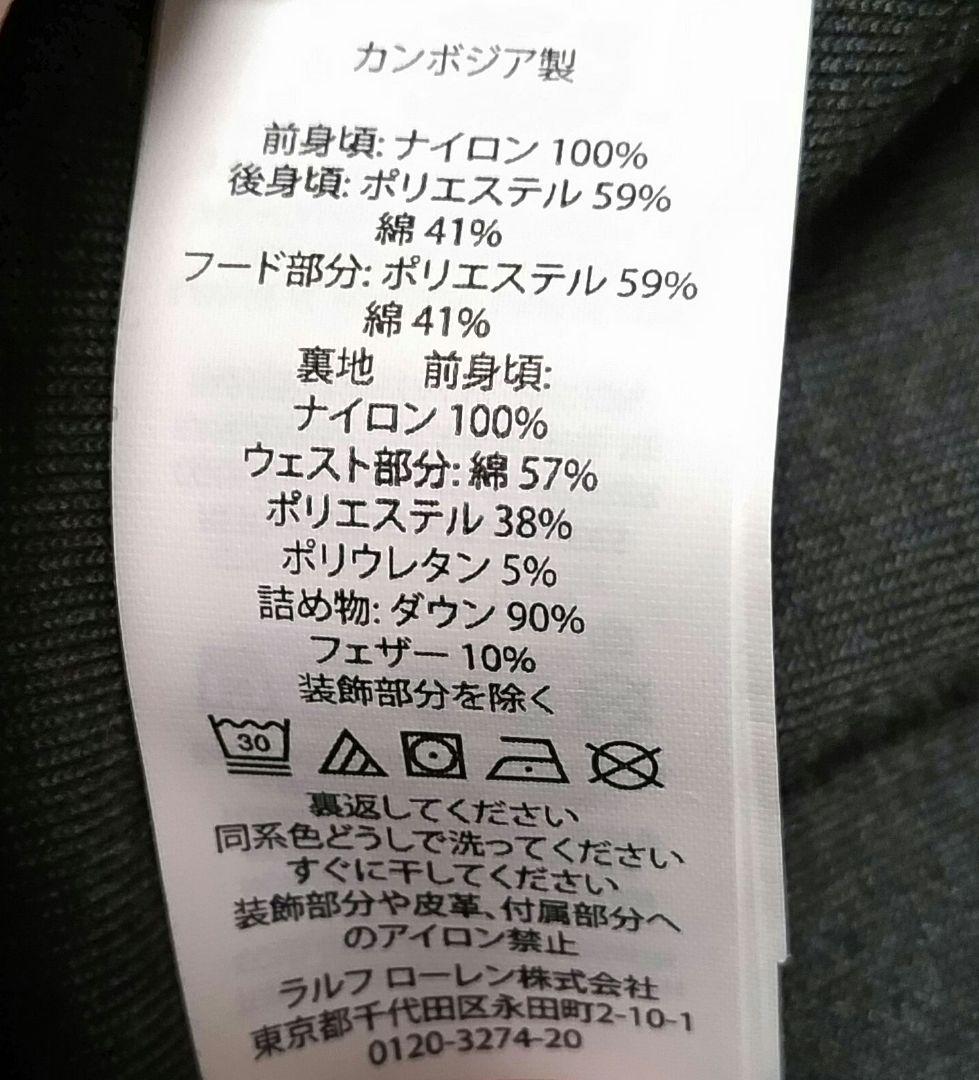 カンボジア製
前身頃: ナイロン 100%
後身頃: ポリエステル 59%
綿 41%
フード部分: ポリエステル 59%
綿 41%
裏地 前身頃:
ナイロン 100%
ウェスト部分: 綿 57%
ポリエステル 38%
ポリウレタン 5%
詰め物: ダウン 90%
フェザー 10%
装飾部分を除く
30
裏返してください
同系色どうしで洗ってください
すぐに干してください
装飾部分や皮革、付属部分へ
のアイロン禁止
ラルフ ローレン株式会社
東京都千代田区永田町2-10-1
0120-3274-20